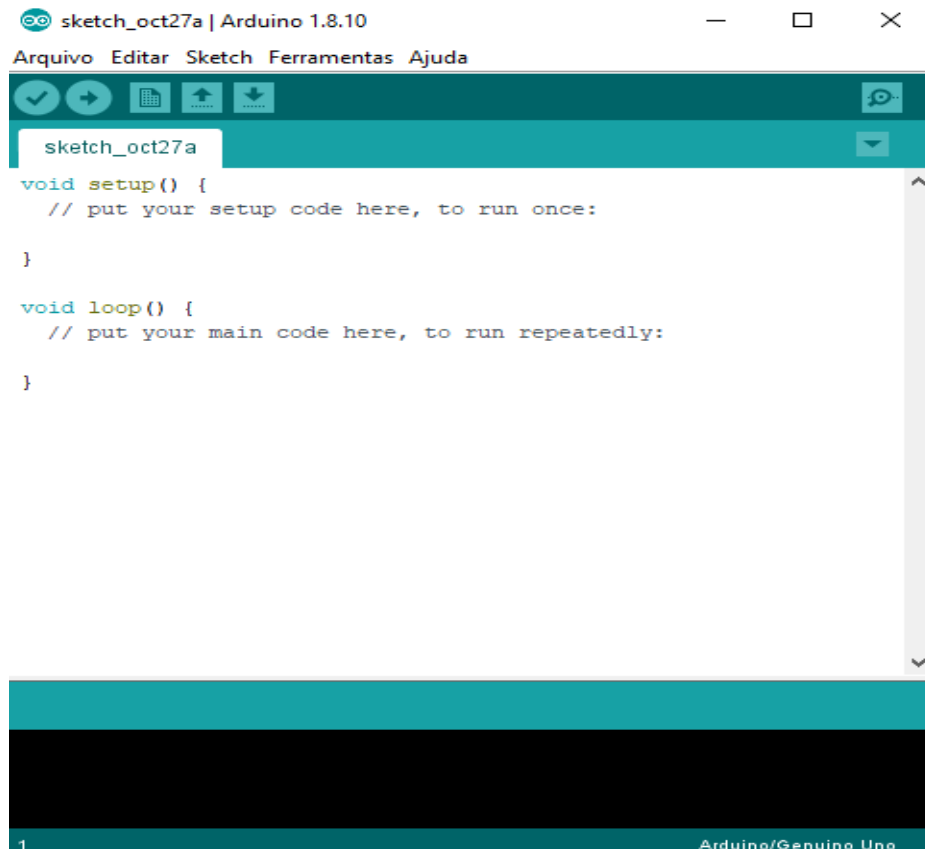 sketch_oct27a | Arduino 1.8.10
Arquivo Editar Sketch Ferramentas Ajuda
sketch_oct27a
void setup() {
  // put your setup code here, to run once:
}
void loop() {
  // put your main code here, to run repeatedly:
}
1 Arduino/Genuino Uno